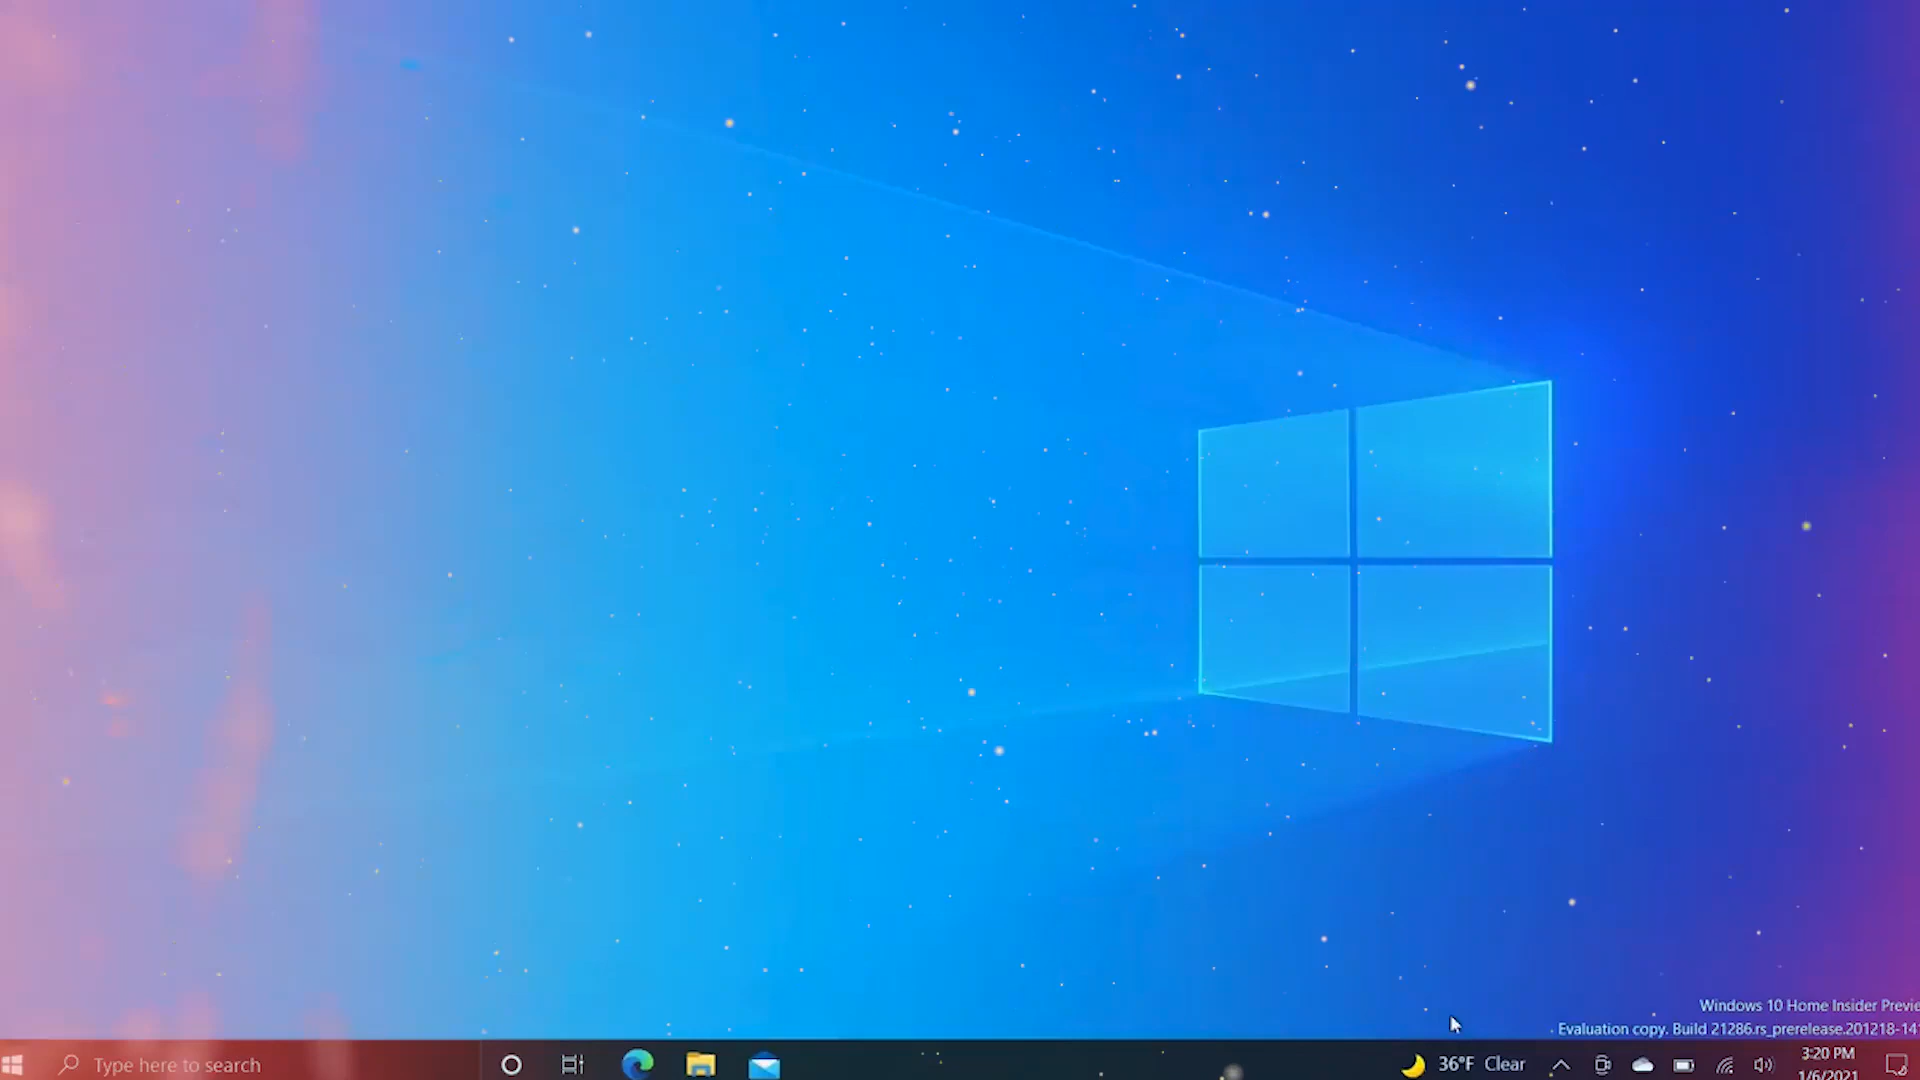 Windows 10 Home Insider Previe
Evaluation copy. Build 21286.rs_prerelease.201218-14
Type here to search
36°F Clear
3:20 PM
1/6/2021